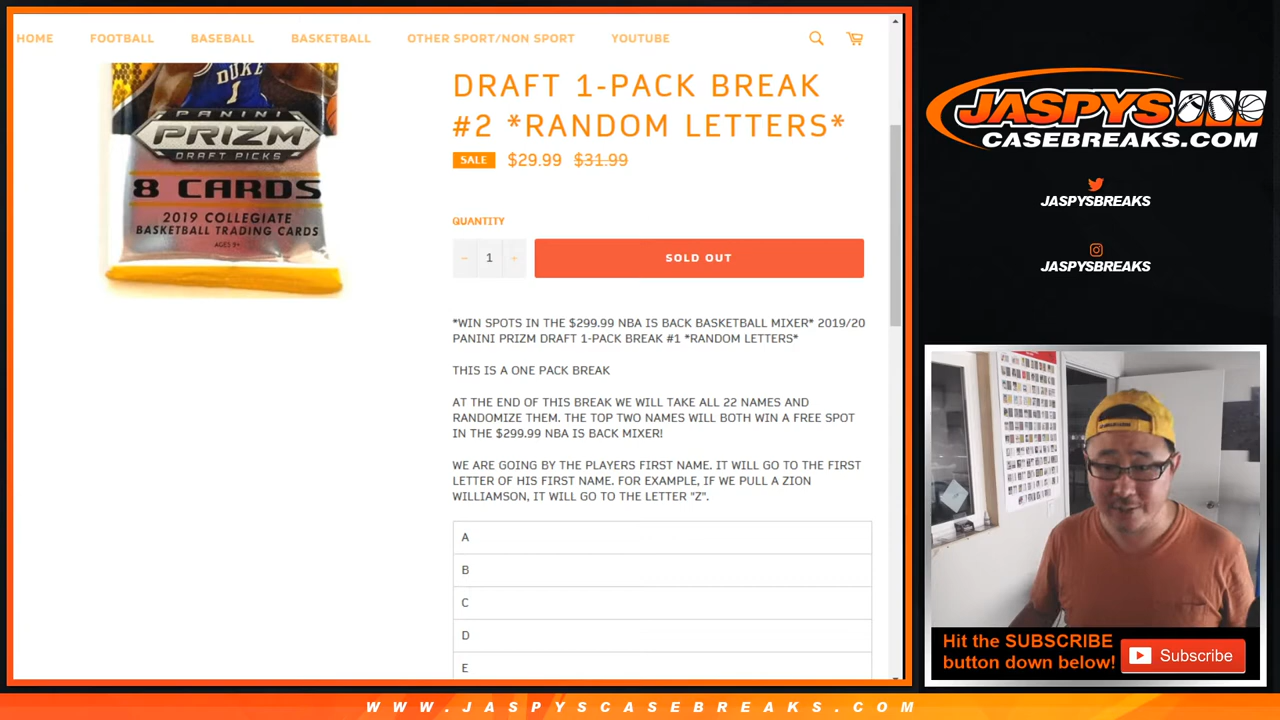 HOME FOOTBALL BASEBALL BASKETBALL OTHER SPORT/NON SPORT YOUTUBE
DUKE
1
PANINI
PRIZM
DRAFT PICKS
8 CARDS
2019 COLLEGIATE
BASKETBALL TRADING CARDS
AGES 9+
DRAFT 1-PACK BREAK
#2 *RANDOM LETTERS*
SALE $29.99 $31.99
QUANTITY
− 1 +
SOLD OUT
*WIN SPOTS IN THE $299.99 NBA IS BACK BASKETBALL MIXER* 2019/20
PANINI PRIZM DRAFT 1-PACK BREAK #1 *RANDOM LETTERS*
THIS IS A ONE PACK BREAK
AT THE END OF THIS BREAK WE WILL TAKE ALL 22 NAMES AND
RANDOMIZE THEM. THE TOP TWO NAMES WILL BOTH WIN A FREE SPOT
IN THE $299.99 NBA IS BACK MIXER!
WE ARE GOING BY THE PLAYERS FIRST NAME. IT WILL GO TO THE FIRST
LETTER OF HIS FIRST NAME. FOR EXAMPLE, IF WE PULL A ZION
WILLIAMSON, IT WILL GO TO THE LETTER "Z".
A
B
C
D
E
JASPYS
CASEBREAKS.COM
JASPYSBREAKS
JASPYSBREAKS
Hit the SUBSCRIBE
button down below!
Subscribe
WWW.JASPYSCASEBREAKS.COM